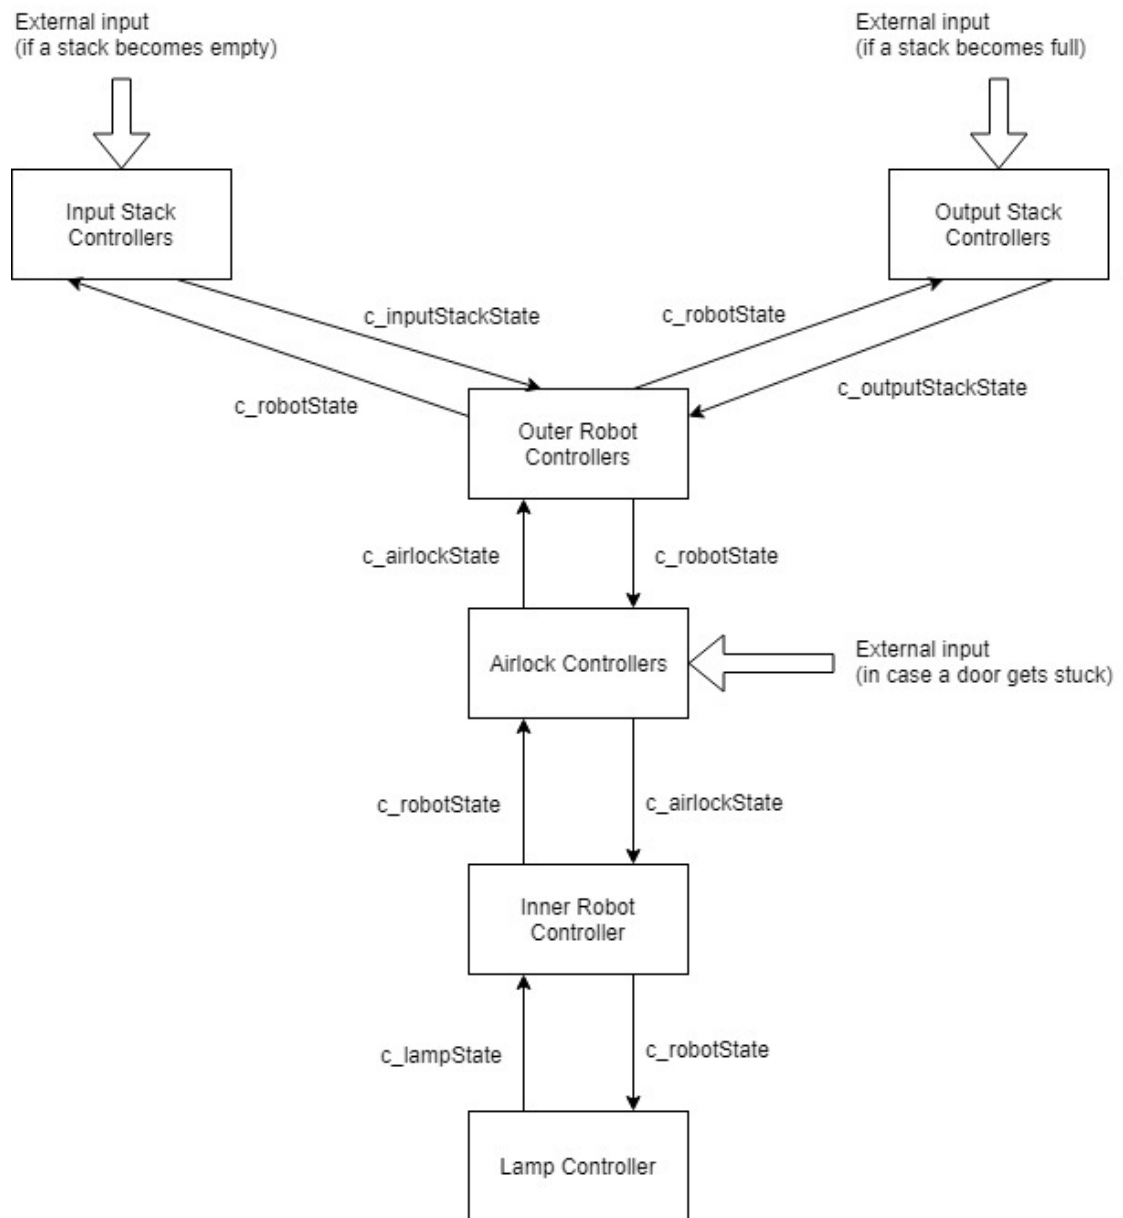 External input
(if a stack becomes empty)
External input
(if a stack becomes full)
Input Stack
Controllers
Output Stack
Controllers
c_inputStackState
c_robotState
c_robotState
c_outputStackState
Outer Robot
Controllers
c_airlockState
c_robotState
Airlock Controllers
External input
(in case a door gets stuck)
c_robotState
c_airlockState
Inner Robot
Controller
c_lampState
c_robotState
Lamp Controller